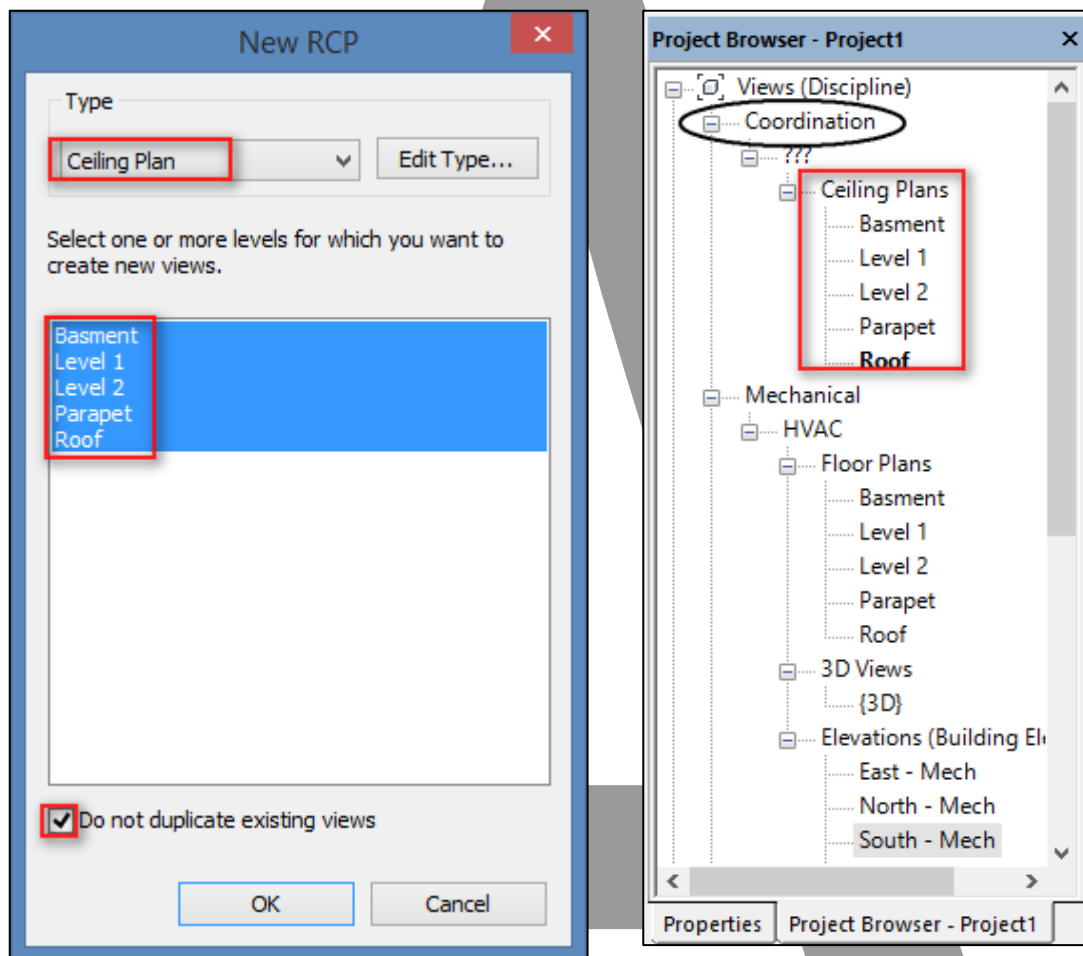 New RCP
Type
Ceiling Plan
Edit Type...
Select one or more levels for which you want to
create new views.
Basment
Level 1
Level 2
Parapet
Roof
Do not duplicate existing views
OK
Cancel
Project Browser - Project1
Views (Discipline)
Coordination
???
Ceiling Plans
Basment
Level 1
Level 2
Parapet
Roof
Mechanical
HVAC
Floor Plans
Basment
Level 1
Level 2
Parapet
Roof
3D Views
{3D}
Elevations (Building Ele
East - Mech
North - Mech
South - Mech
Properties
Project Browser - Project1